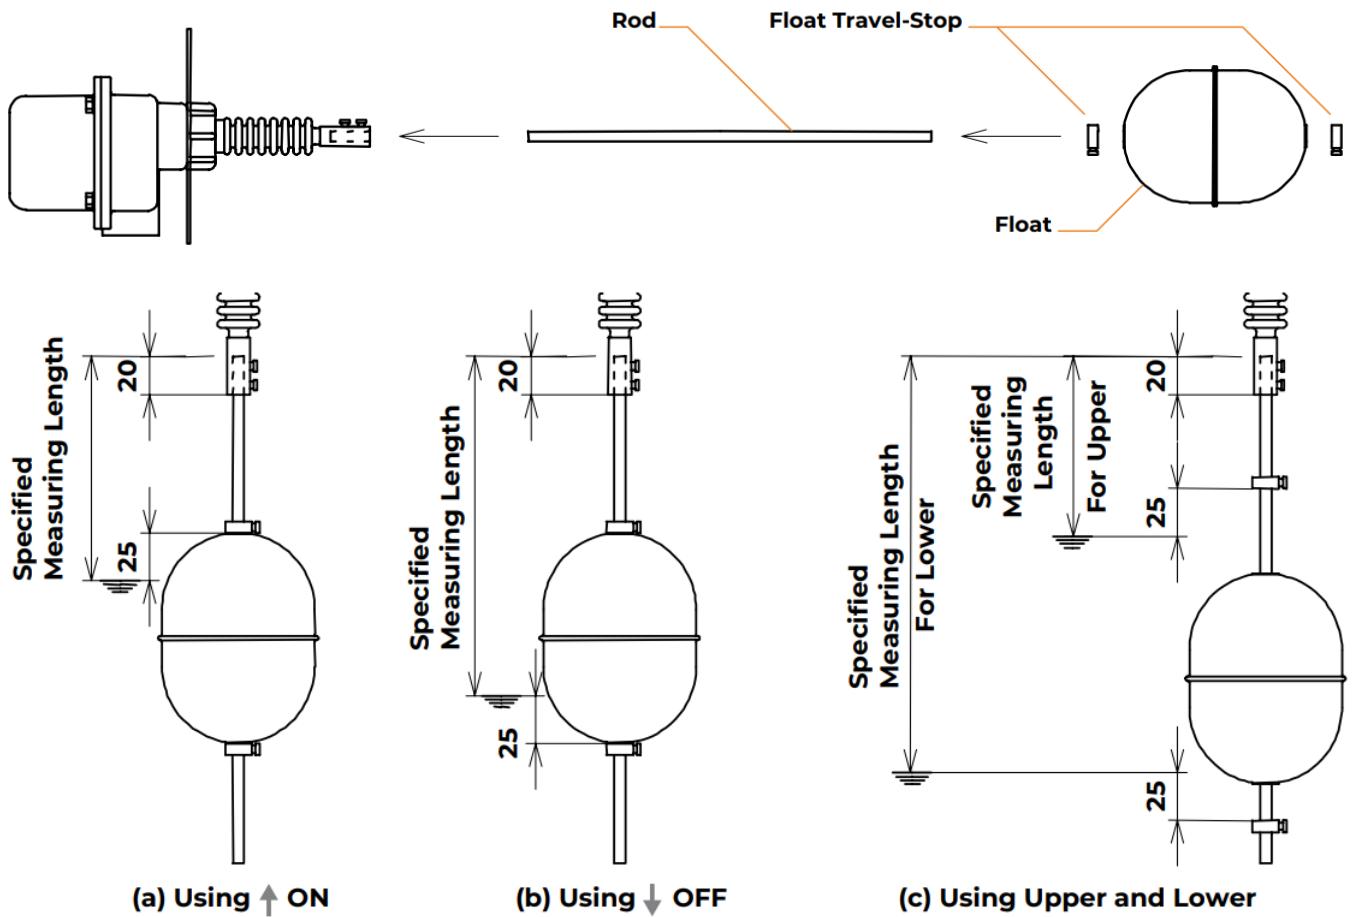 Rod
Float Travel-Stop
Float
Specified
Measuring Length
20
25
Specified
Measuring Length
20
25
Specified
Measuring Length
For Lower
Specified
Measuring
Length
For Upper
20
25
25
(a) Using ↑ ON
(b) Using ↓ OFF
(c) Using Upper and Lower